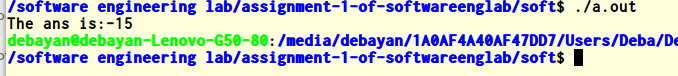 /software engineering lab/assignment-1-of-softwareenglab/soft$ ./a.out
The ans is:-15
debayan@debayan-Lenovo-G50-80:/media/debayan/1A0AF4A40AF47DD7/Users/Deba/De
/software engineering lab/assignment-1-of-softwareenglab/soft$